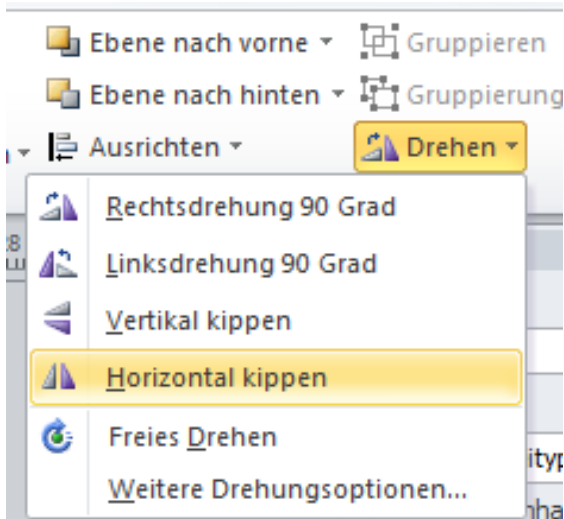 Ebene nach vorne Gruppieren
Ebene nach hinten Gruppierung
Ausrichten Drehen
Rechtsdrehung 90 Grad
28
Linksdrehung 90 Grad
Vertikal kippen
Horizontal kippen
Freies Drehen
Weitere Drehungsoptionen...